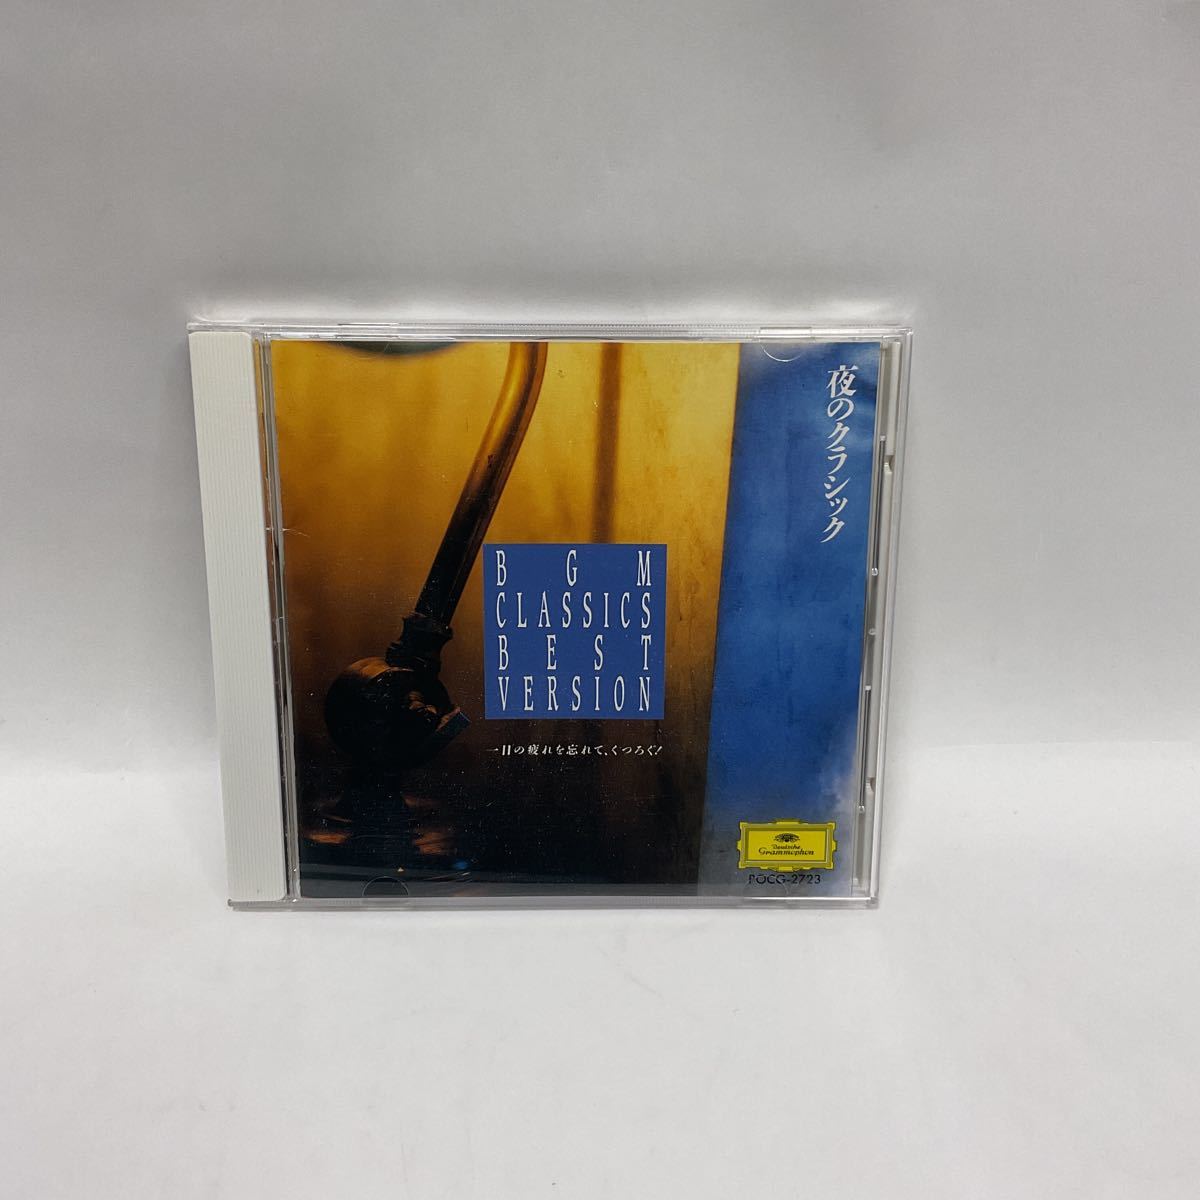 夜のクラシック
B G M
CLASSICS
BEST
VERSION
一日の疲れを忘れて、くつろぐ!
Deutsche
Grammophon
POCG-2723